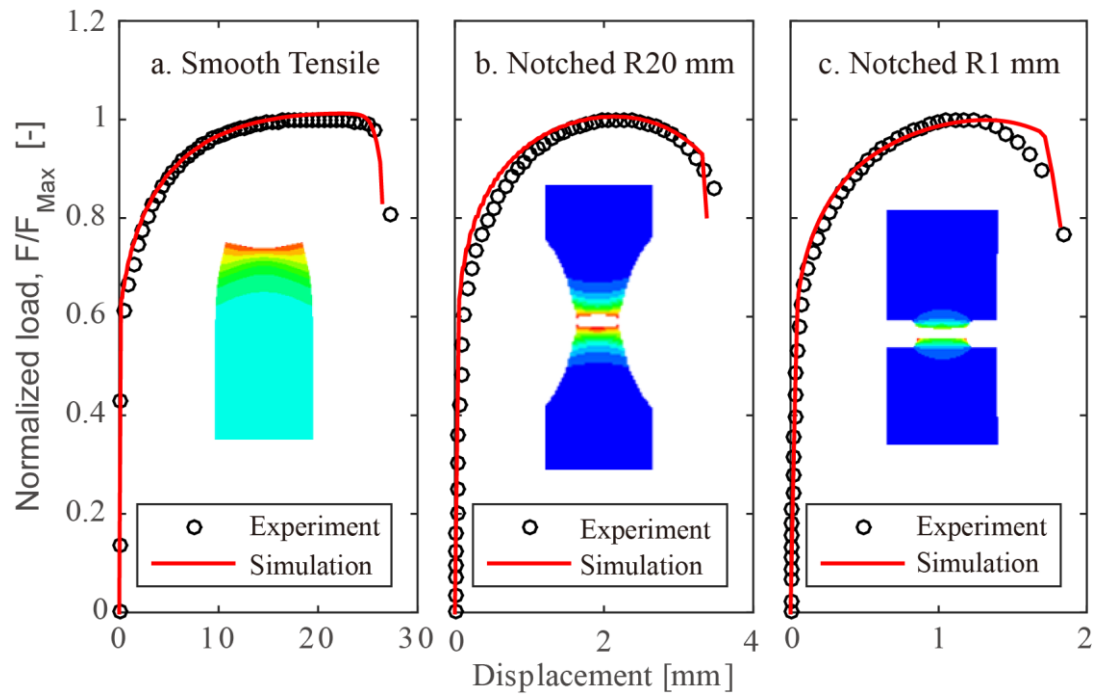 1.2
1
0.8
0.6
0.4
0.2
0
Normalized load, F/F_Max [-]
a. Smooth Tensile
Experiment
Simulation
0 10 20 30
b. Notched R20 mm
Experiment
Simulation
0 2 4
c. Notched R1 mm
Experiment
Simulation
0 1 2
Displacement [mm]